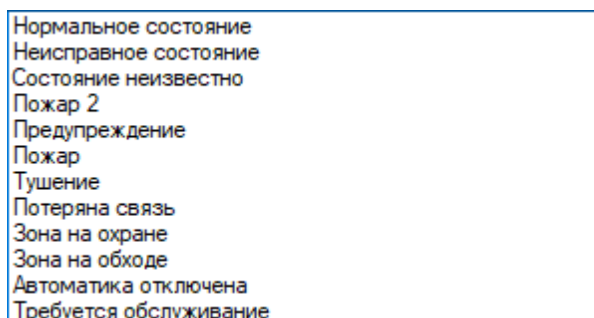 Нормальное состояние
Неисправное состояние
Состояние неизвестно
Пожар 2
Предупреждение
Пожар
Тушение
Потеряна связь
Зона на охране
Зона на обходе
Автоматика отключена
Требуется обслуживание